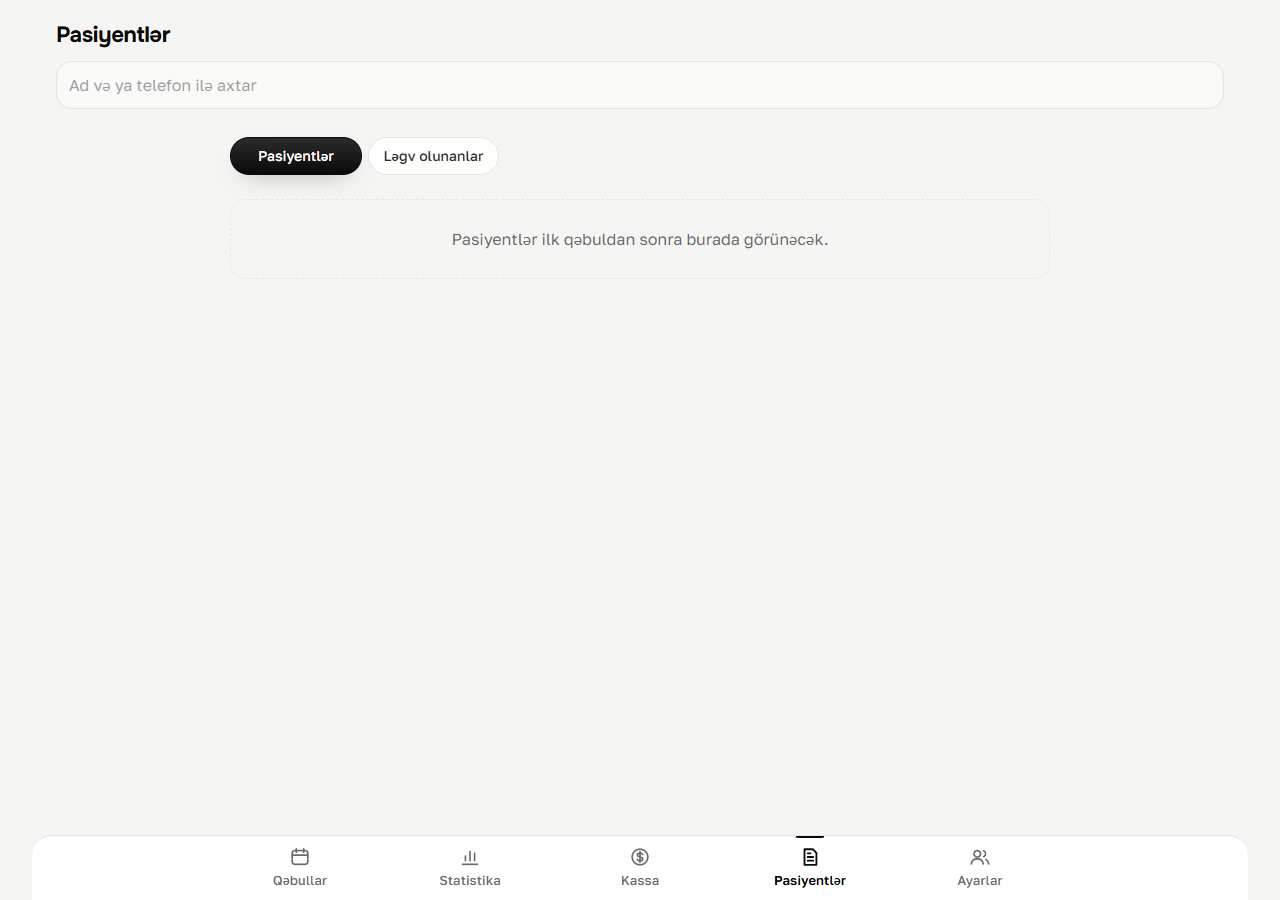 Pasiyentlər
Ad və ya telefon ilə axtar
Pasiyentlər
Ləgv olunanlar
Pasiyentlər ilk qəbuldan sonra burada görünəcək.
Qəbullar
Statistika
Kassa
Pasiyentlər
Ayarlar